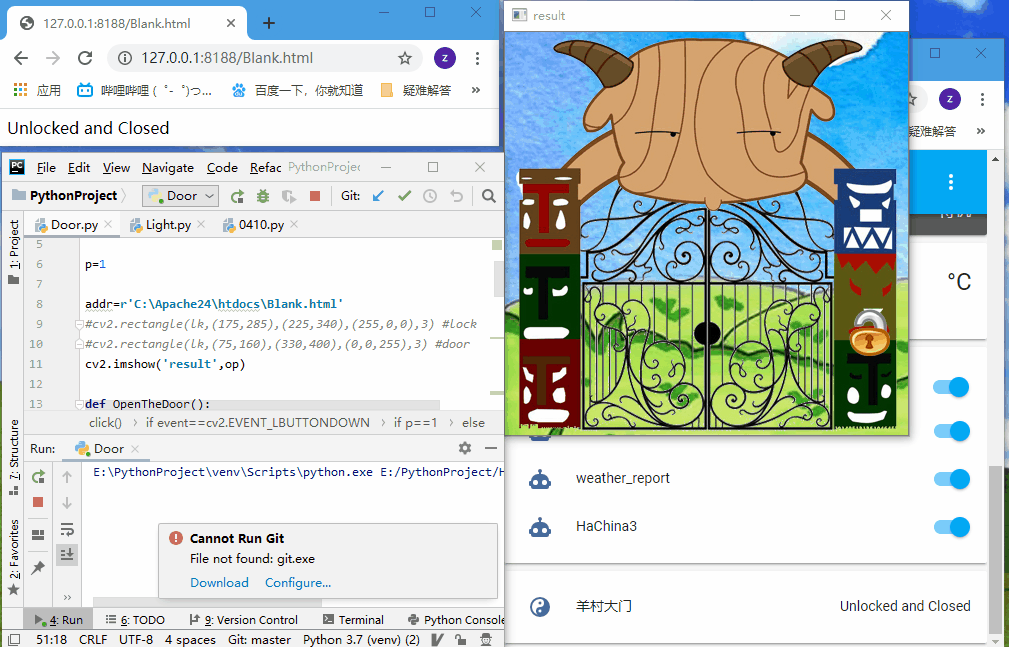 127.0.0.1:8188/Blank.html
127.0.0.1:8188/Blank.html
z
应用
哔哩哔哩 ( ゜- ゜)つ...
百度一下，你就知道
疑难解答
»
Unlocked and Closed
PC
File Edit View Navigate Code Refac PythonProjec
PythonProject
Door
Git:
Door.py
Light.py
0410.py
1: Project
7: Structure
2: Favorites
5
6 p=1
7
8 addr=r'C:\Apache24\htdocs\Blank.html'
9 #cv2.rectangle(lk,(175,285),(225,340),(255,0,0),3) #lock
10 #cv2.rectangle(lk,(75,160),(330,400),(0,0,255),3) #door
11 cv2.imshow('result',op)
12
13 def OpenTheDoor():
click() › if event==cv2.EVENT_LBUTTONDOWN › if p==1 › else
Run: Door
E:\PythonProject\venv\Scripts\python.exe E:/PythonProject/H
Cannot Run Git
File not found: git.exe
Download Configure...
»
4: Run 6: TODO 9: Version Control Terminal Python Console
51:18 CRLF UTF-8 4 spaces Git: master Python 3.7 (venv) (2)
result
z
疑难解答
»
°C
weather_report
HaChina3
羊村大门
Unlocked and Closed